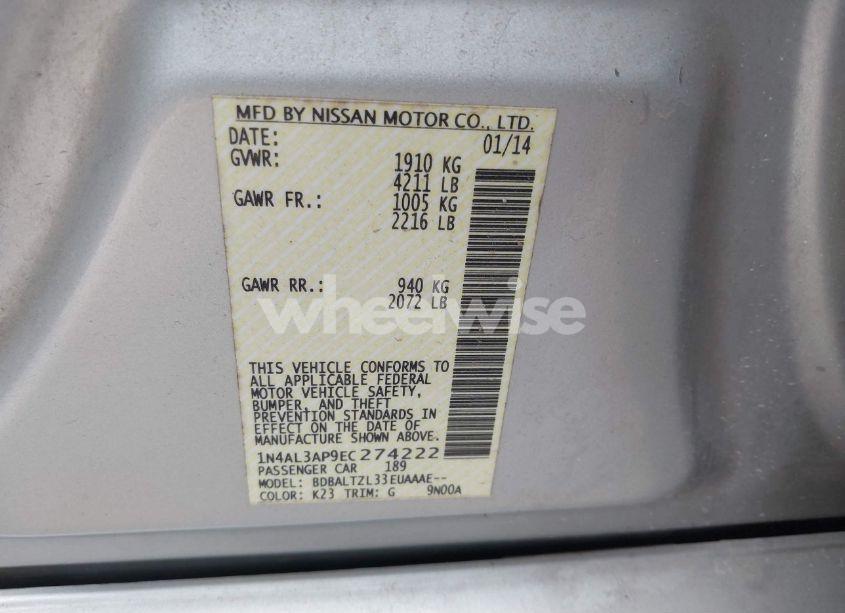 MFD BY NISSAN MOTOR CO., LTD.
DATE: 01/14
GVWR: 1910 KG
4211 LB
GAWR FR.: 1005 KG
2216 LB
GAWR RR.: 940 KG
2072 LB
wheelwise
THIS VEHICLE CONFORMS TO
ALL APPLICABLE FEDERAL
MOTOR VEHICLE SAFETY,
BUMPER, AND THEFT
PREVENTION STANDARDS IN
EFFECT ON THE DATE OF
MANUFACTURE SHOWN ABOVE.
1N4AL3AP9EC274222
PASSENGER CAR 189
MODEL: BDBALTZL33EUAAAE--
COLOR: K23 TRIM: G 9N00A